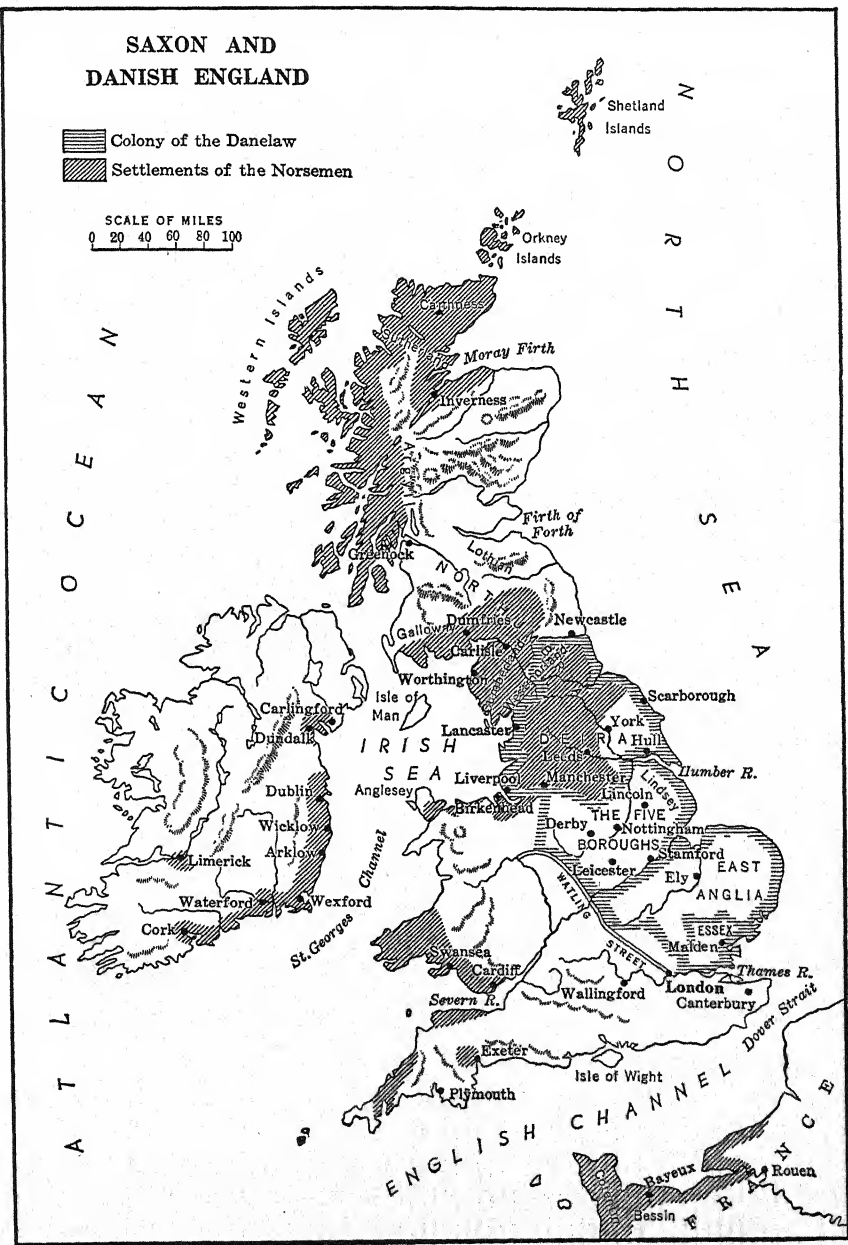 SAXON AND
DANISH ENGLAND
Colony of the Danelaw
Settlements of the Norsemen
SCALE OF MILES
0 20 40 60 80 100
Shetland
Islands
NORTH SEA
Orkney
Islands
Western Islands
ATLANTIC OCEAN
Caithness
Sutherland
Moray Firth
Inverness
Firth of
Forth
Greenock
Lothian
Galloway
Dumfries
Newcastle
Carlisle
Worthington
Isle of
Man
Scarborough
Carlingford
Dundalk
Lancaster
York
DEIRA
Hull
Leeds
IRISH
SEA
Humber R.
Anglesey
Liverpool
Manchester
Lindsey
Birkenhead
Lincoln
Dublin
Derby
THE FIVE
Nottingham
BOROUGHS
Wicklow
Arklow
Leicester
Stamford
EAST
ANGLIA
Ely
Limerick
St. Georges Channel
WATLING
STREET
Waterford
Wexford
Cork
ESSEX
Malden
Swansea
Cardiff
Severn R.
Wallingford
London
Thames R.
Canterbury
Dover Strait
Exeter
Isle of Wight
Plymouth
ENGLISH CHANNEL
FRANCE
Bayeux
Rouen
Bessin